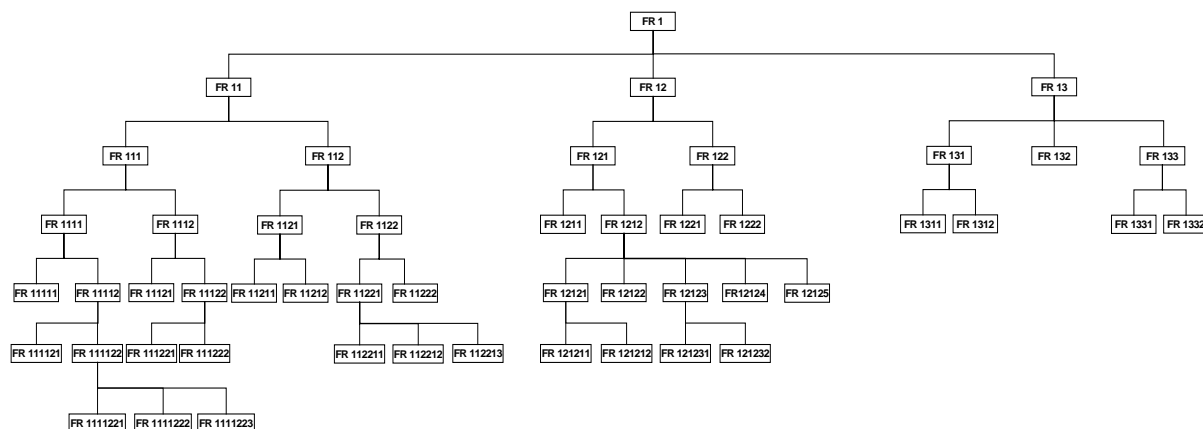 FR 1
FR 11
FR 12
FR 13
FR 111
FR 112
FR 121
FR 122
FR 131
FR 132
FR 133
FR 1111
FR 1112
FR 1121
FR 1122
FR 1211
FR 1212
FR 1221
FR 1222
FR 1311
FR 1312
FR 1331
FR 1332
FR 11111
FR 11112
FR 11121
FR 11122
FR 11211
FR 11212
FR 11221
FR 11222
FR 12121
FR 12122
FR 12123
FR12124
FR 12125
FR 111121
FR 111122
FR 111221
FR 111222
FR 112211
FR 112212
FR 112213
FR 121211
FR 121212
FR 121231
FR 121232
FR 1111221
FR 1111222
FR 1111223